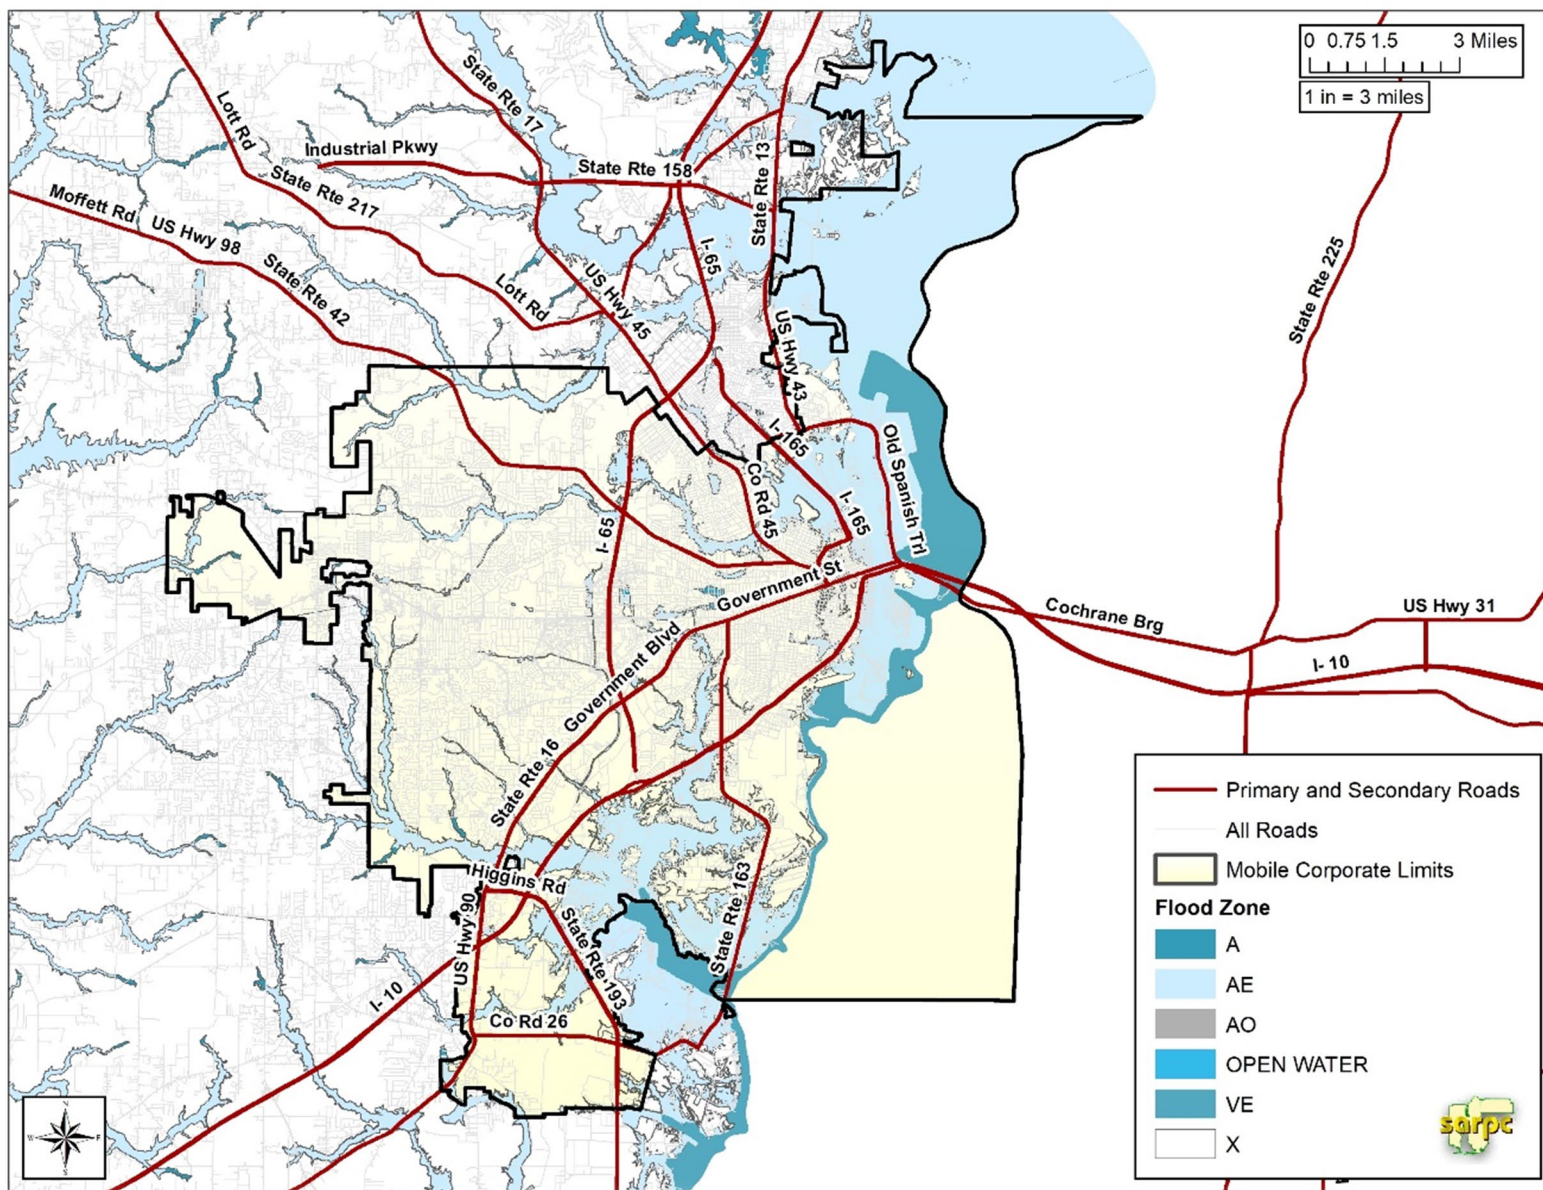 0 0.75 1.5 3 Miles
1 in = 3 miles
State Rte 17
Lott Rd
Industrial Pkwy
State Rte 158
State Rte 13
State Rte 217
Moffett Rd
US Hwy 98
State Rte 42
I- 65
Lott Rd
US Hwy 45
State Rte 225
US Hwy 43
I- 165
Old Spanish Trl
Co Rd 45
I- 165
I- 65
Government St
Cochrane Brg
US Hwy 31
I- 10
Government Blvd
State Rte 16
Higgins Rd
State Rte 163
US Hwy 90
State Rte 193
I- 10
Co Rd 26
Primary and Secondary Roads
All Roads
Mobile Corporate Limits
Flood Zone
A
AE
AO
OPEN WATER
VE
X
N
W E
S
sarpc